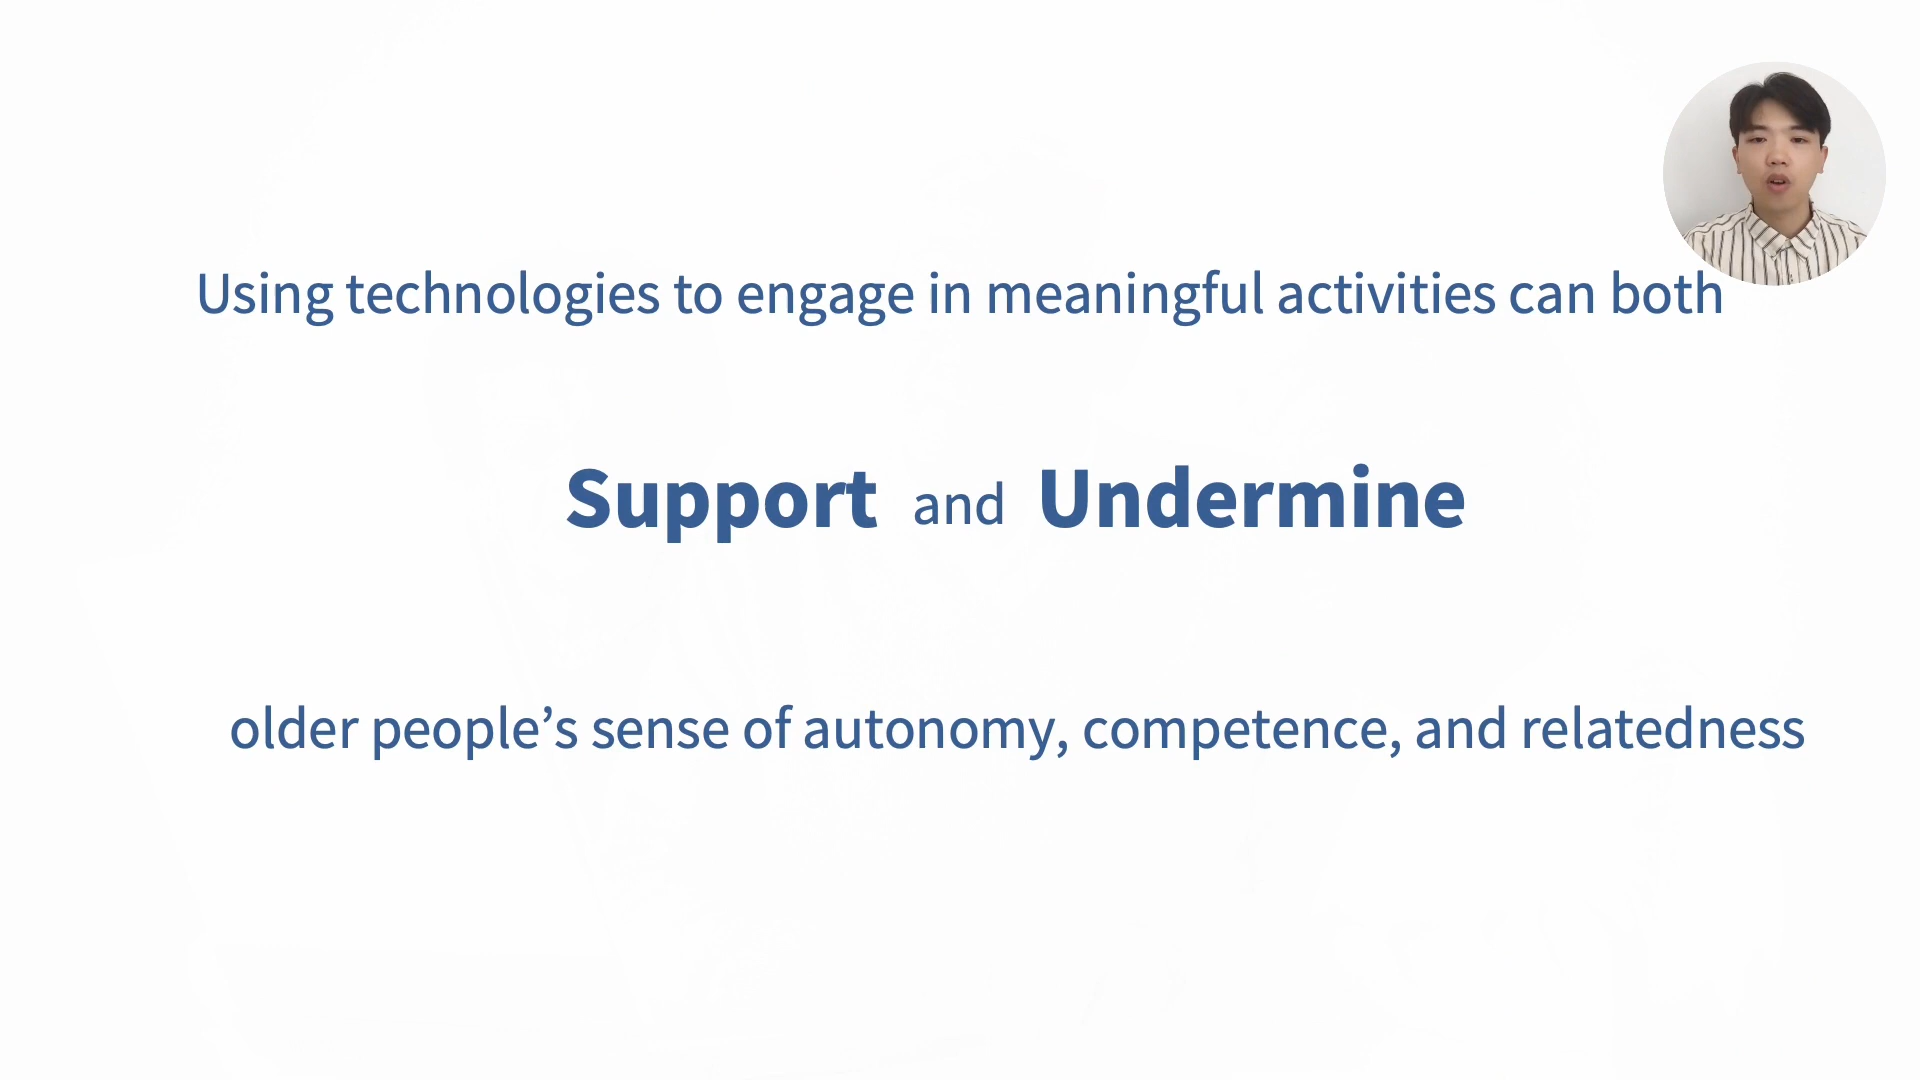 Using technologies to engage in meaningful activities can both
Support and Undermine
older people’s sense of autonomy, competence, and relatedness